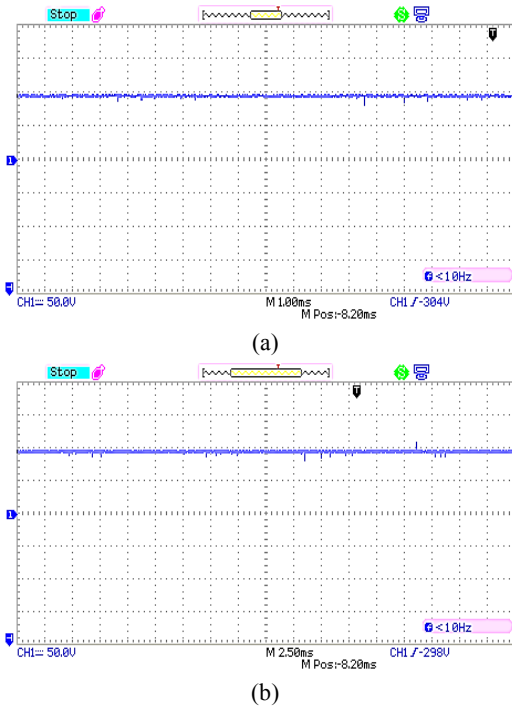 Stop
T
1
f <10Hz
CH1 50.0V M 1.00ms CH1 -304V
M Pos:-8.20ms
(a)
Stop
T
1
f <10Hz
CH1 50.0V M 2.50ms CH1 -298V
M Pos:-8.20ms
(b)